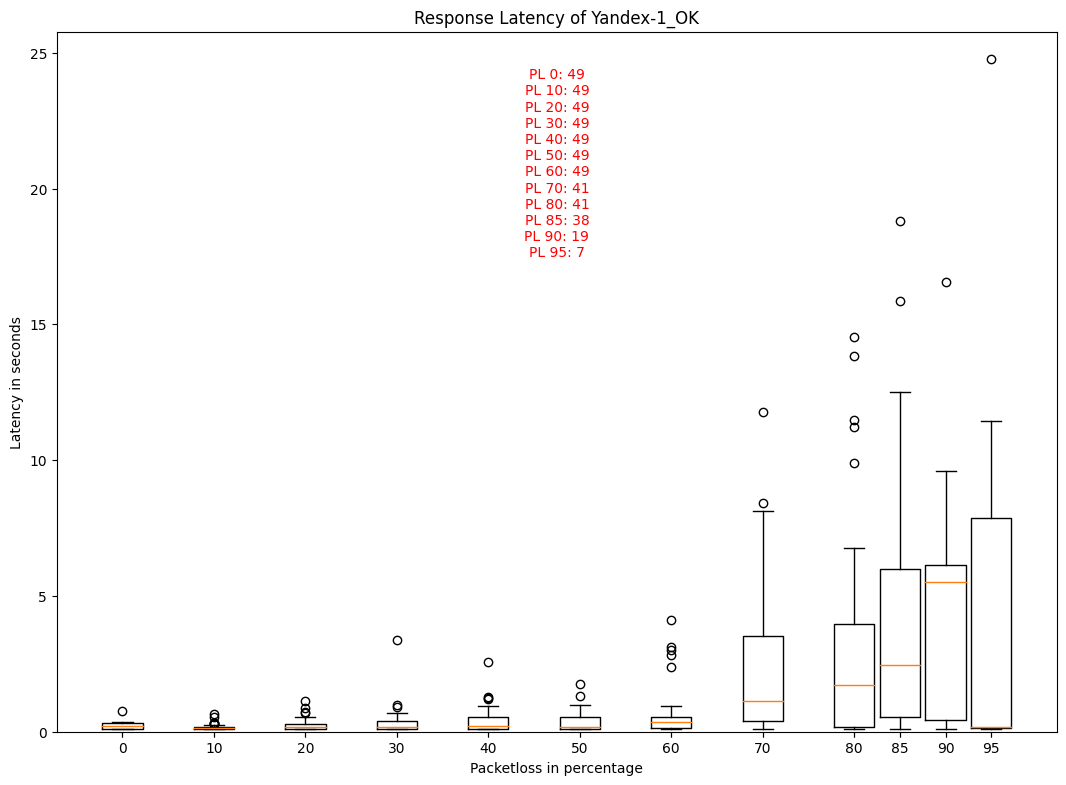 Response Latency of Yandex-1_OK
25
20
15
10
5
0
Latency in seconds
PL 0: 49
PL 10: 49
PL 20: 49
PL 30: 49
PL 40: 49
PL 50: 49
PL 60: 49
PL 70: 41
PL 80: 41
PL 85: 38
PL 90: 19
PL 95: 7
0 10 20 30 40 50 60 70 80 85 90 95
Packetloss in percentage